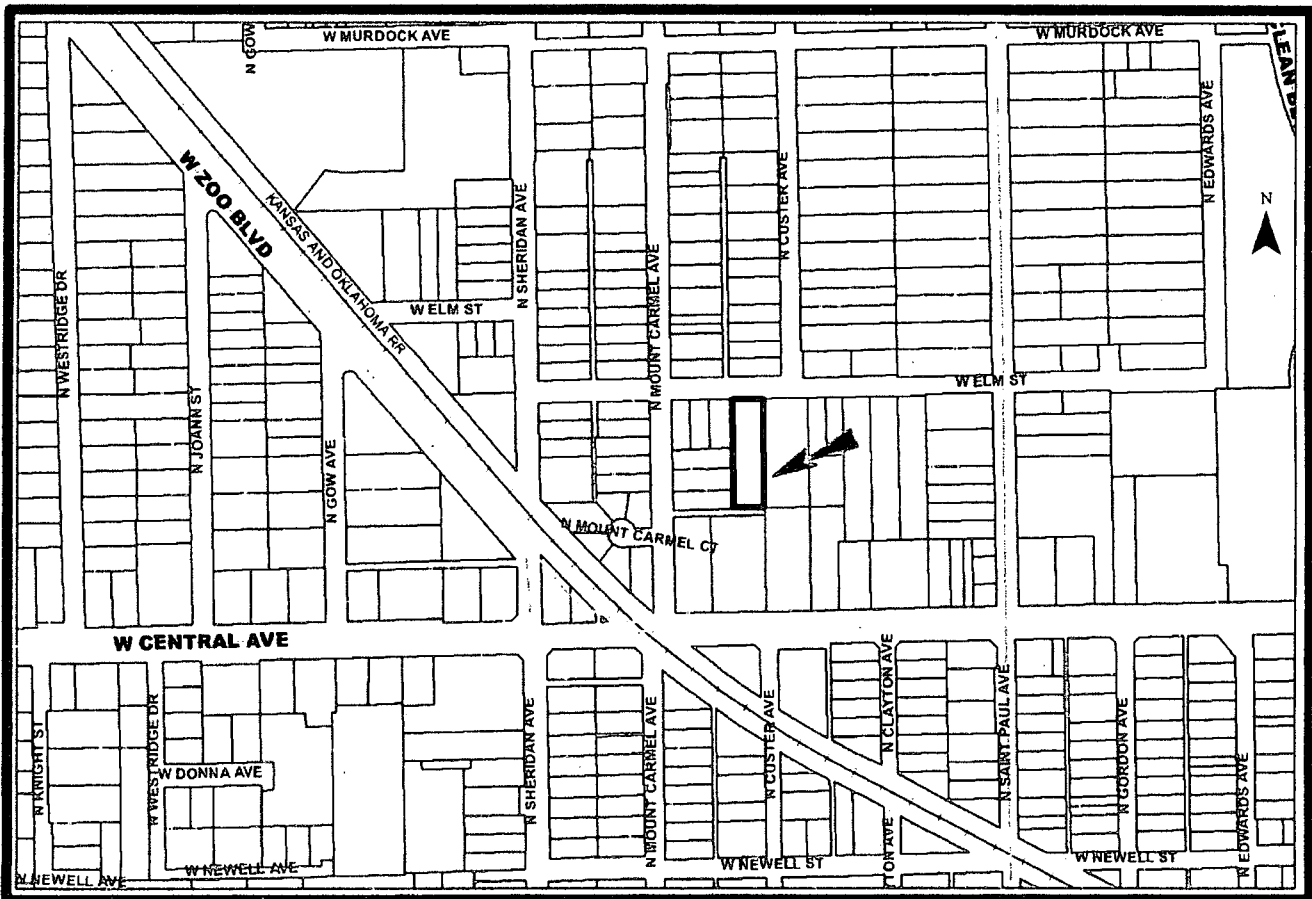 W MURDOCK AVE
W MURDOCK AVE
N GOW
LEAN B
N EDWARDS AVE
W ZOO BLVD
KANSAS AND OKLAHOMA RR
N SHERIDAN AVE
N CUSTER AVE
N
N MOUNT CARMEL AVE
N WESTRIDGE DR
W ELM ST
W ELM ST
N JOANN ST
N GOW AVE
N MOUNT CARMEL CT
W CENTRAL AVE
N KNIGHT ST
N WESTRIDGE DR
W DONNA AVE
N SHERIDAN AVE
N MOUNT CARMEL AVE
N CUSTER AVE
N CLAYTON AVE
N SAINT PAUL AVE
N GORDON AVE
N EDWARDS AVE
W NEWELL AVE
W NEWELL AVE
W NEWELL ST
TON AVE
W NEWELL ST